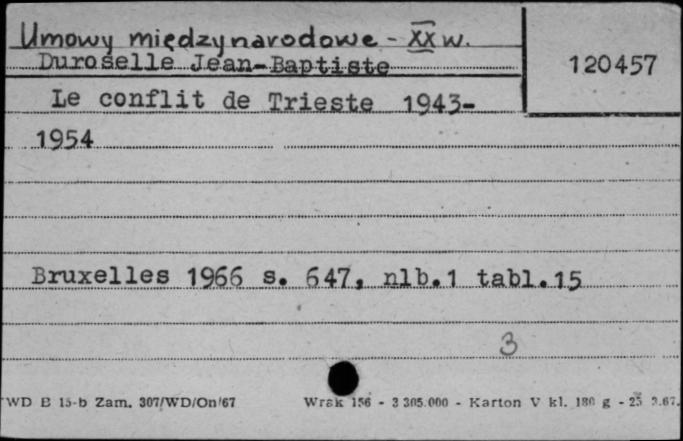 Umowy międzynarodowe - XX w.
Duroselle Jean-Baptiste
120457
Le conflit de Trieste 1943-
1954
Bruxelles 1966 s. 647, nlb.1 tabl.15
3
WD B 15-b Zam. 307/WD/On/67
Wrsk 156 - 3 305.000 - Karton V kl. 180 g - 25